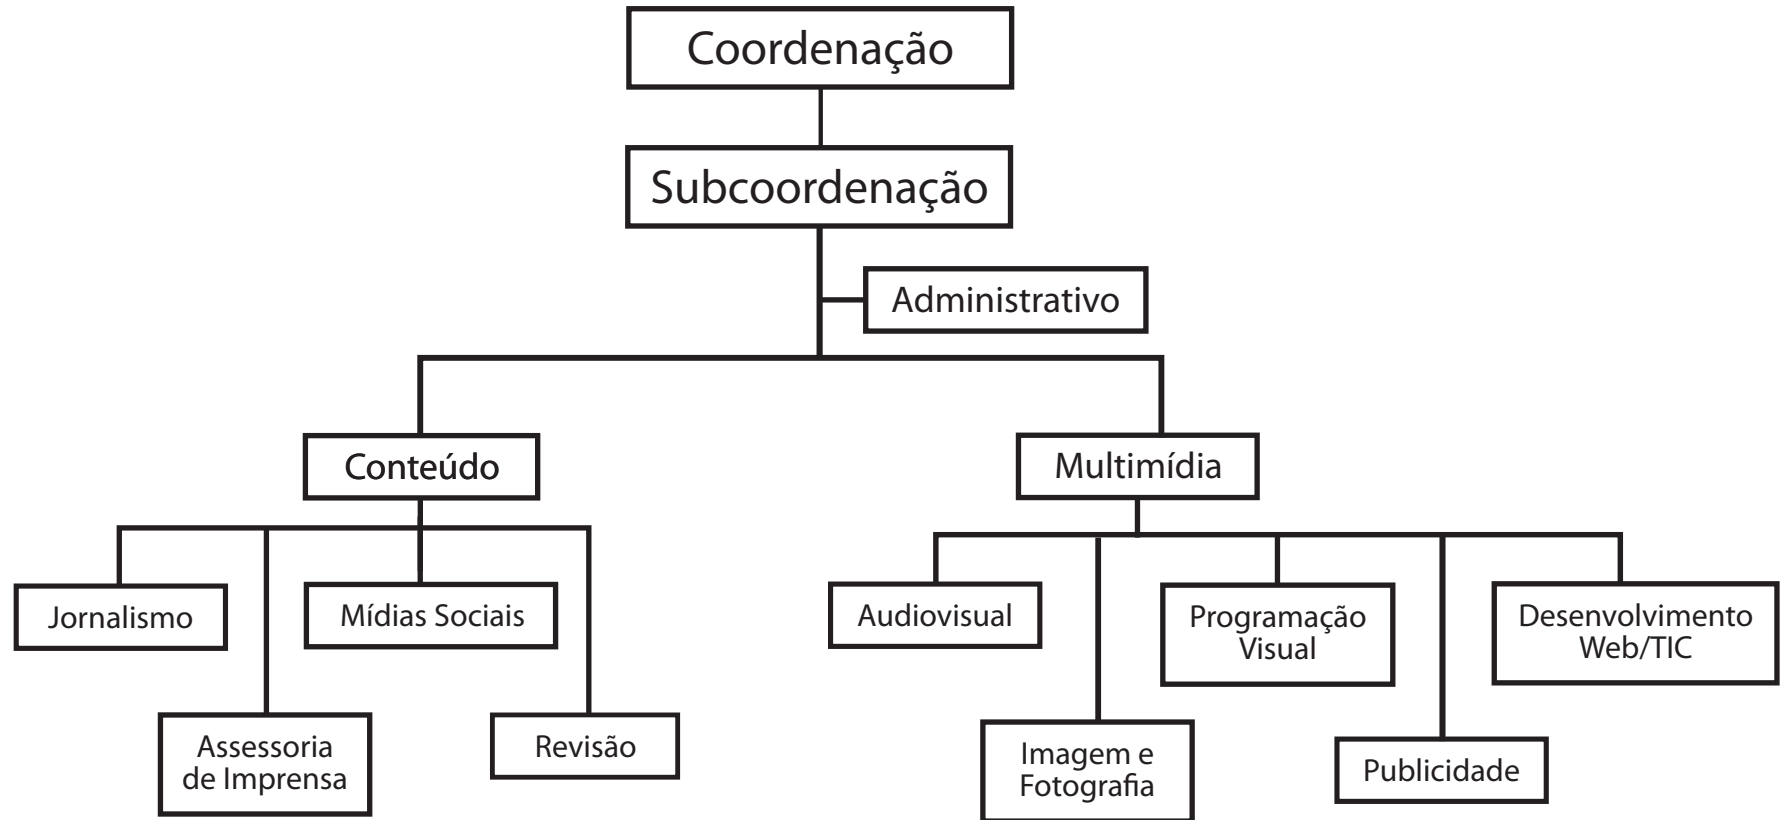 Coordenação
Subcoordenação
Administrativo
Conteúdo
Multimídia
Jornalismo
Mídias Sociais
Assessoria
de Imprensa
Revisão
Audiovisual
Programação
Visual
Desenvolvimento
Web/TIC
Imagem e
Fotografia
Publicidade